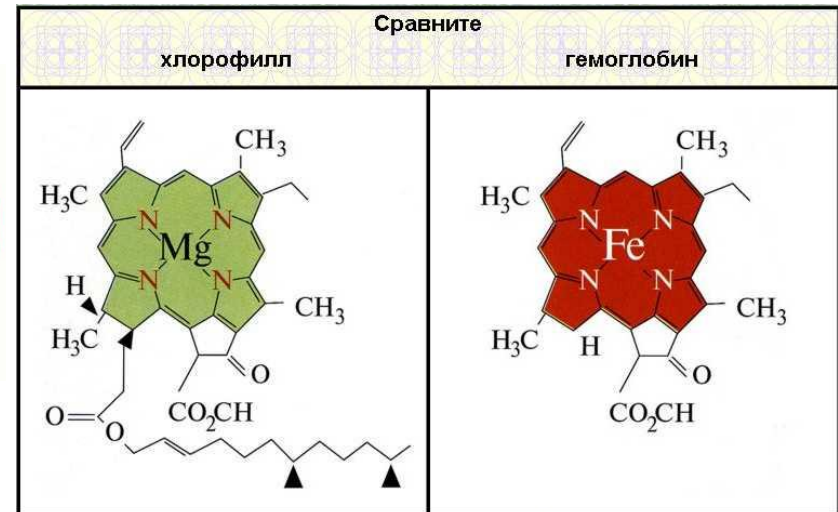 Сравните
хлорофилл
гемоглобин
CH₃
H₃C
N N
Mg
N N
H
H₃C
CH₃
O
O
O
CO₂CH
CH₃
H₃C
N N
Fe
N N
CH₃
H₃C
H
O
CO₂CH